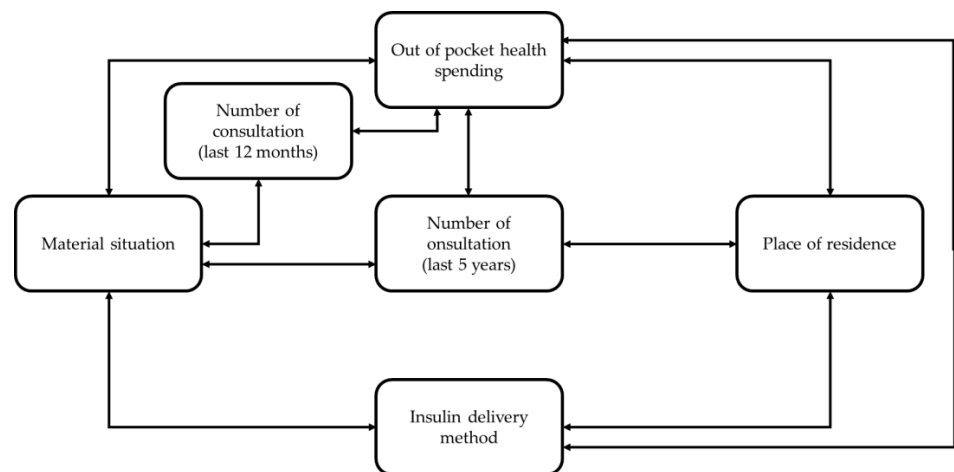 Out of pocket health
spending
Number of
consultation
(last 12 months)
Material situation
Number of
onsultation
(last 5 years)
Place of residence
Insulin delivery
method